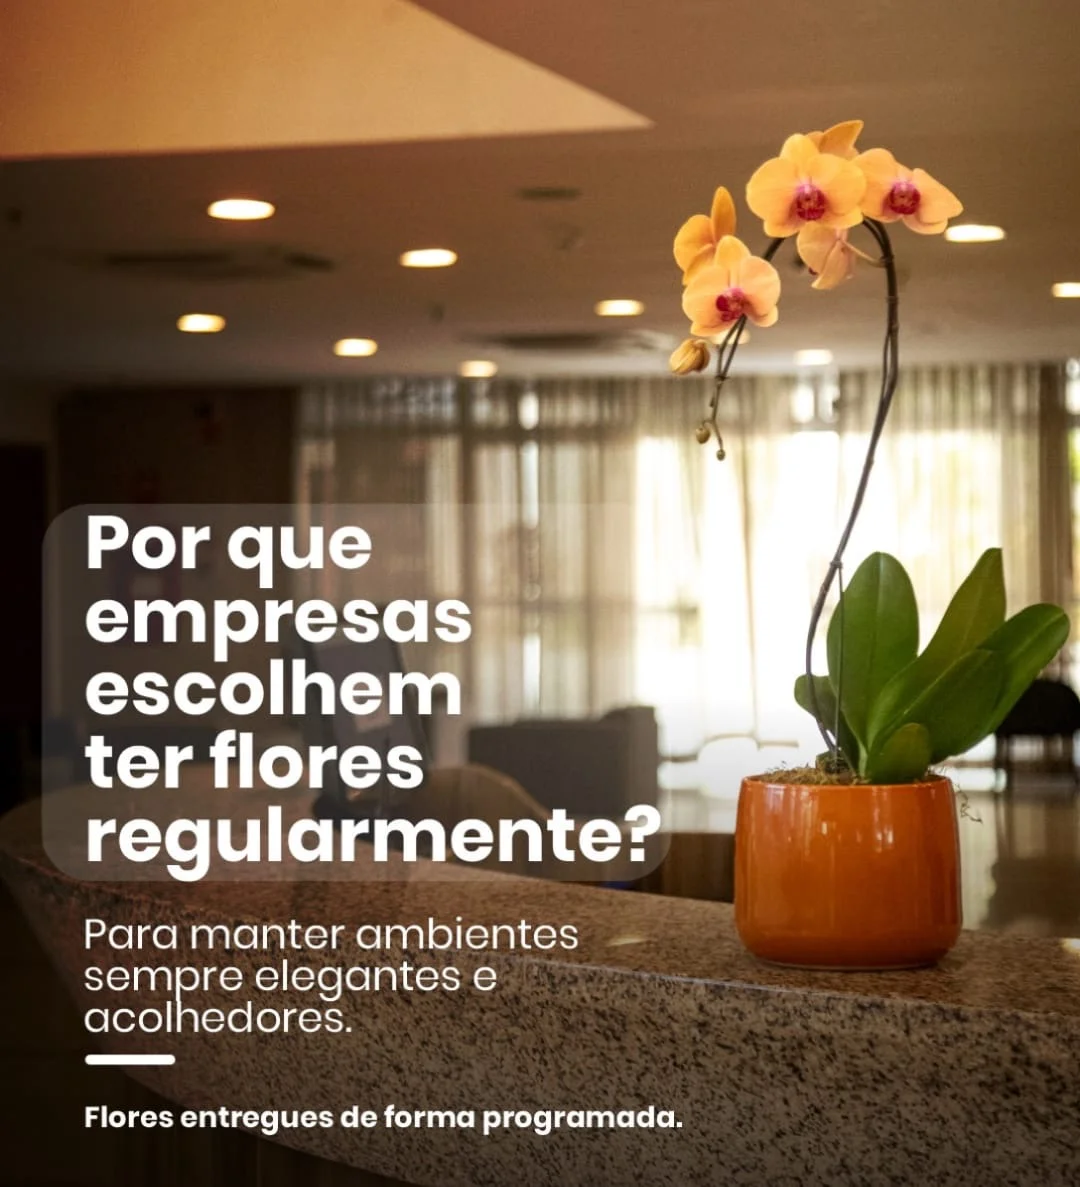 Por que
empresas
escolhem
ter flores
regularmente?
Para manter ambientes
sempre elegantes e
acolhedores.
Flores entregues de forma programada.